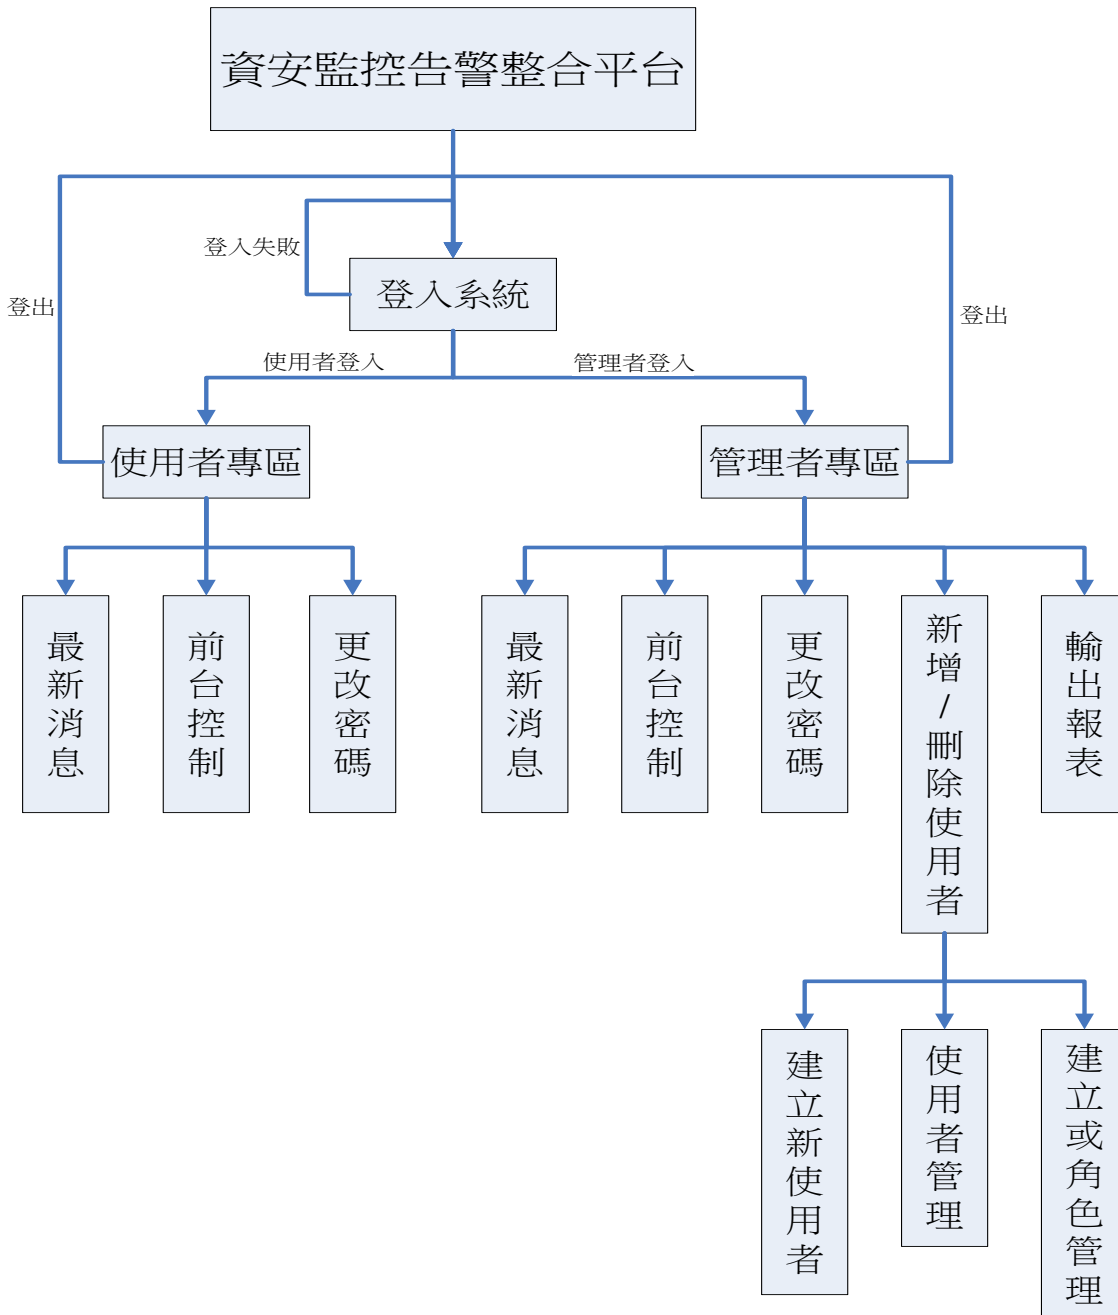 資安監控告警整合平台
登入失敗
登入系統
登出
登出
使用者登入
管理者登入
使用者專區
管理者專區
最新消息
前台控制
更改密碼
最新消息
前台控制
更改密碼
新增/刪除使用者
輸出報表
建立新使用者
使用者管理
建立或角色管理